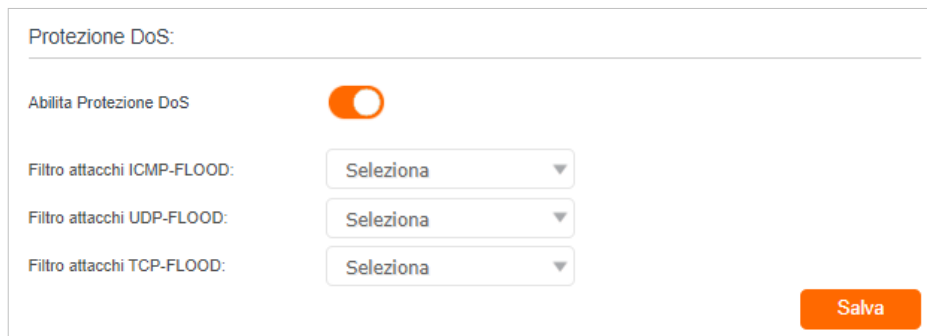 Protezione DoS:
Abilita Protezione DoS
Filtro attacchi ICMP-FLOOD: Seleziona
Filtro attacchi UDP-FLOOD: Seleziona
Filtro attacchi TCP-FLOOD: Seleziona
Salva